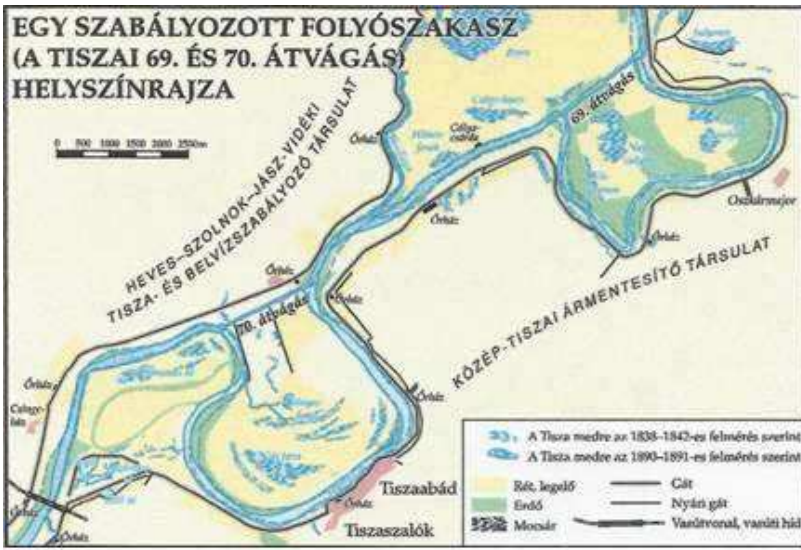 EGY SZABÁLYOZOTT FOLYÓSZAKASZ
(A TISZAI 69. ÉS 70. ÁTVÁGÁS)
HELYSZÍNRAJZA
0 500 1000 1500 2000 2500m
HEVES–SZOLNOK–JÁSZ-VIDÉKI
TISZA- ÉS BELVÍZSZABÁLYOZÓ TÁRSULAT
69. átvágás
Őrház
Őrház
Oszkármajor
Őrház
KÖZÉP-TISZAI ÁRMENTESÍTŐ TÁRSULAT
Őrház
Őrház
70. átvágás
Őrház
Őrház
Őrház
Őrház
Tiszaabád
Tiszaszalók
A Tisza medre az 1838–1842-es felmérés szerint
A Tisza medre az 1890–1891-es felmérés szerint
Rét, legelő
Erdő
Mocsár
Gát
Nyári gát
Vasútvonal, vasúti híd